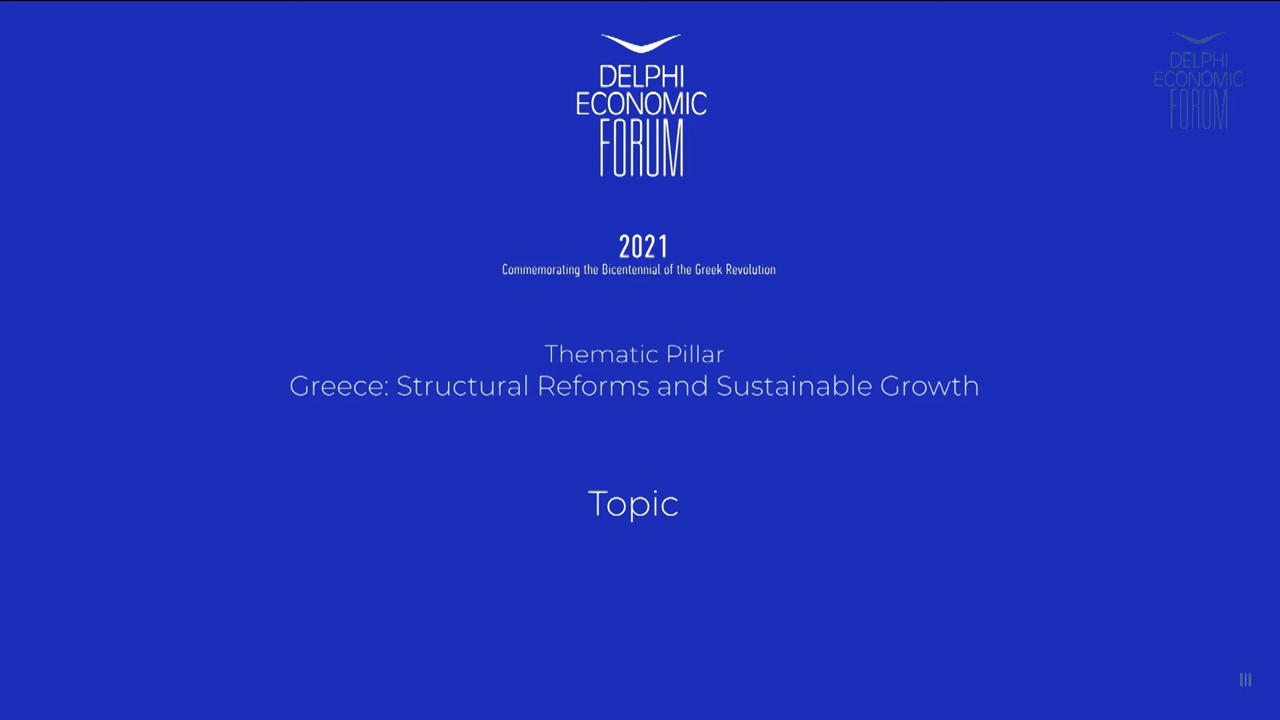 DELPHI
ECONOMIC
FORUM
DELPHI
ECONOMIC
FORUM
2021
Commemorating the Bicentennial of the Greek Revolution
Thematic Pillar
Greece: Structural Reforms and Sustainable Growth
Topic